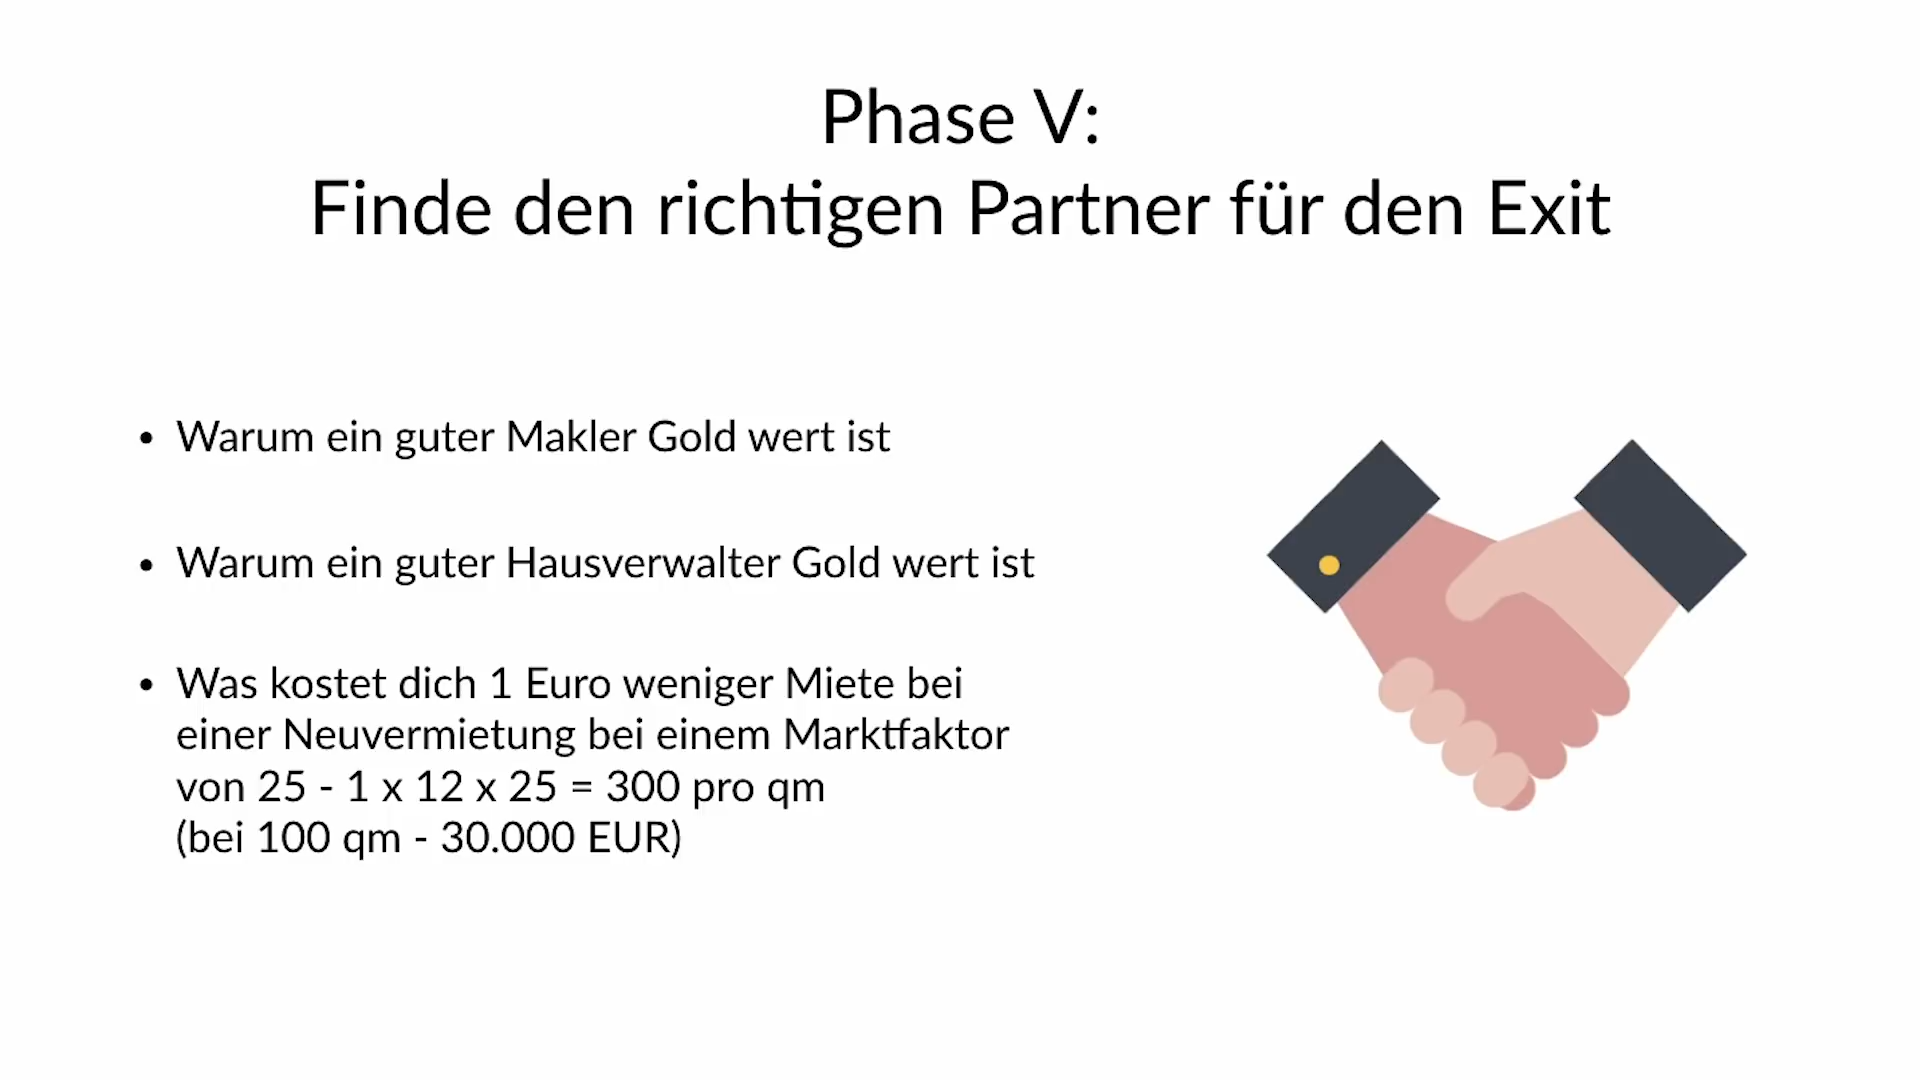 Phase V:
Finde den richtigen Partner für den Exit
• Warum ein guter Makler Gold wert ist
• Warum ein guter Hausverwalter Gold wert ist
• Was kostet dich 1 Euro weniger Miete bei
einer Neuvermietung bei einem Marktfaktor
von 25 - 1 x 12 x 25 = 300 pro qm
(bei 100 qm - 30.000 EUR)